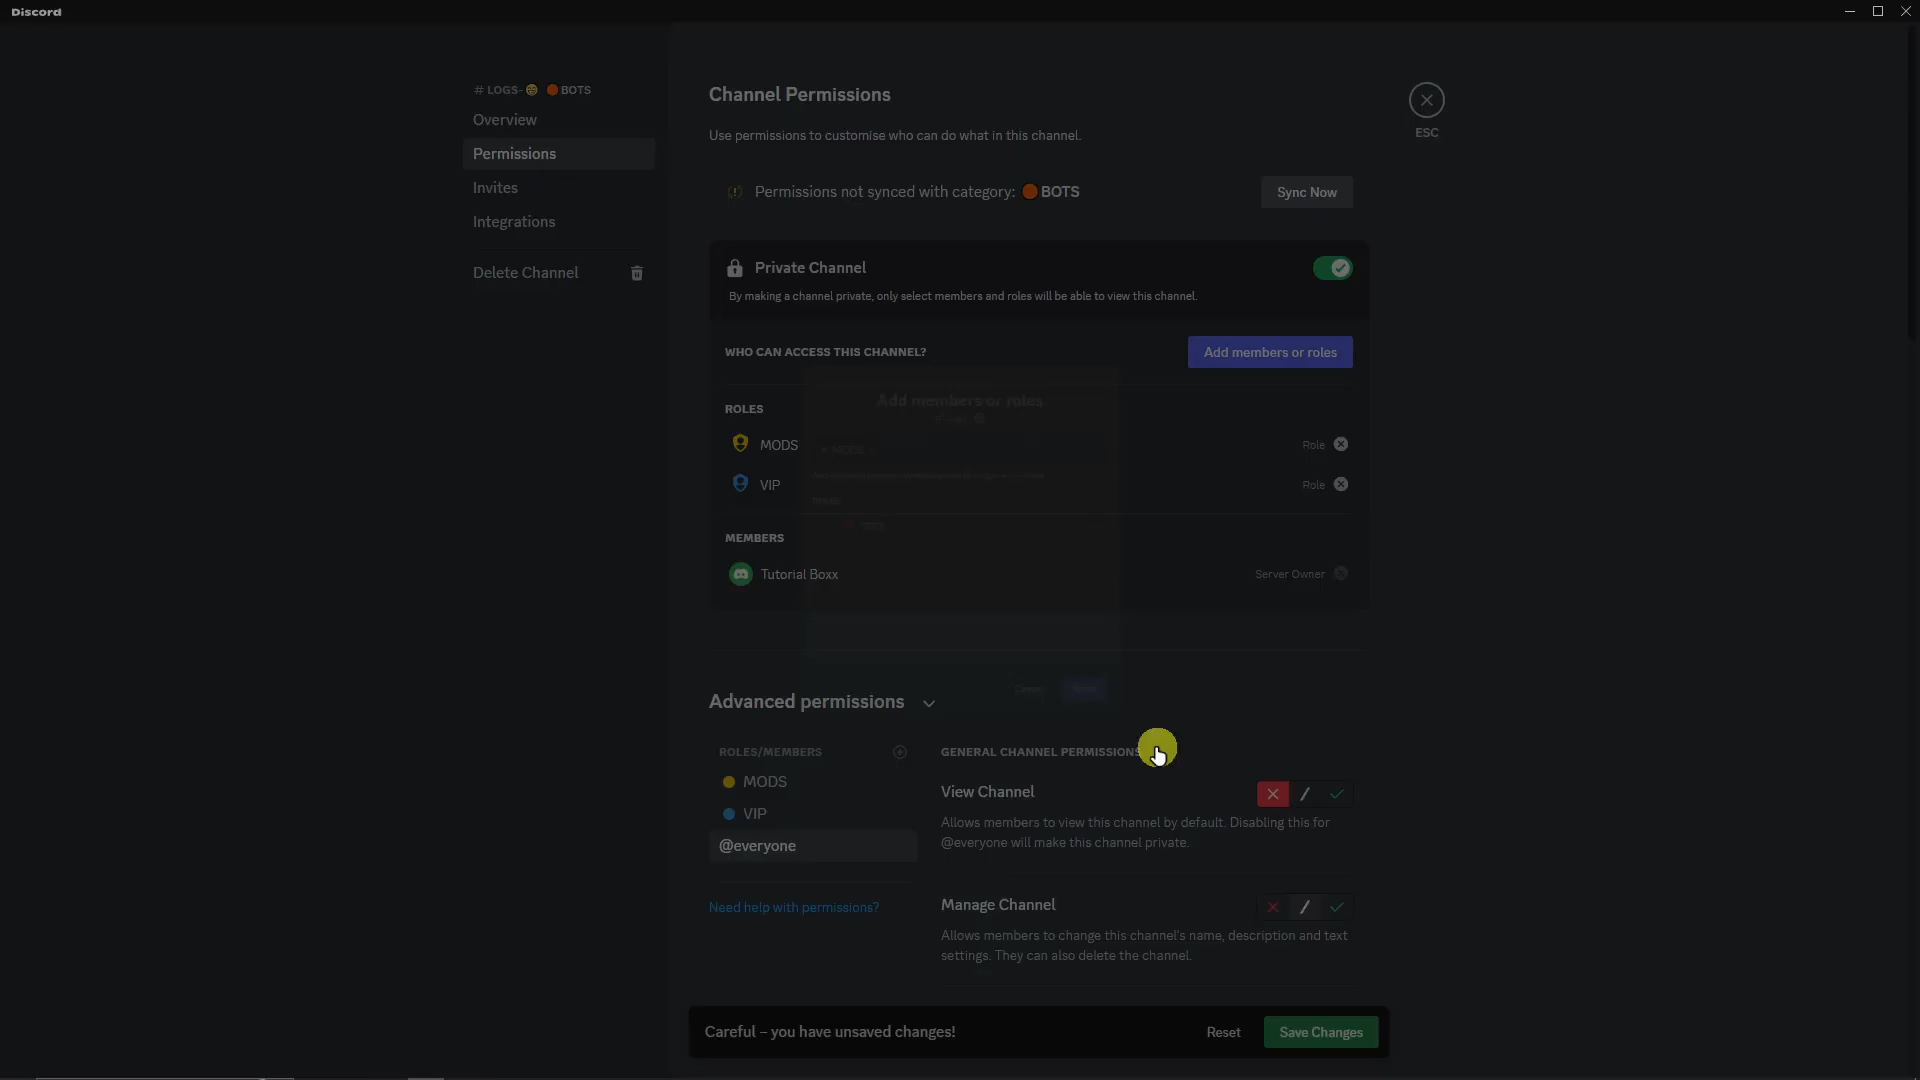 Discord
# LOGS- BOTS
Overview
Permissions
Invites
Integrations
Delete Channel
Channel Permissions
Use permissions to customise who can do what in this channel.
ESC
Permissions not synced with category: BOTS
Sync Now
Private Channel
By making a channel private, only select members and roles will be able to view this channel.
WHO CAN ACCESS THIS CHANNEL?
Add members or roles
Add members or roles
ROLES
MODS
Role
MODS
VIP
Role
MEMBERS
Tutorial Boxx
Server Owner
Advanced permissions
ROLES/MEMBERS
MODS
VIP
@everyone
Need help with permissions?
GENERAL CHANNEL PERMISSIONS
View Channel
Allows members to view this channel by default. Disabling this for
@everyone will make this channel private.
Manage Channel
Allows members to change this channel's name, description and text
settings. They can also delete the channel.
Careful – you have unsaved changes!
Reset
Save Changes